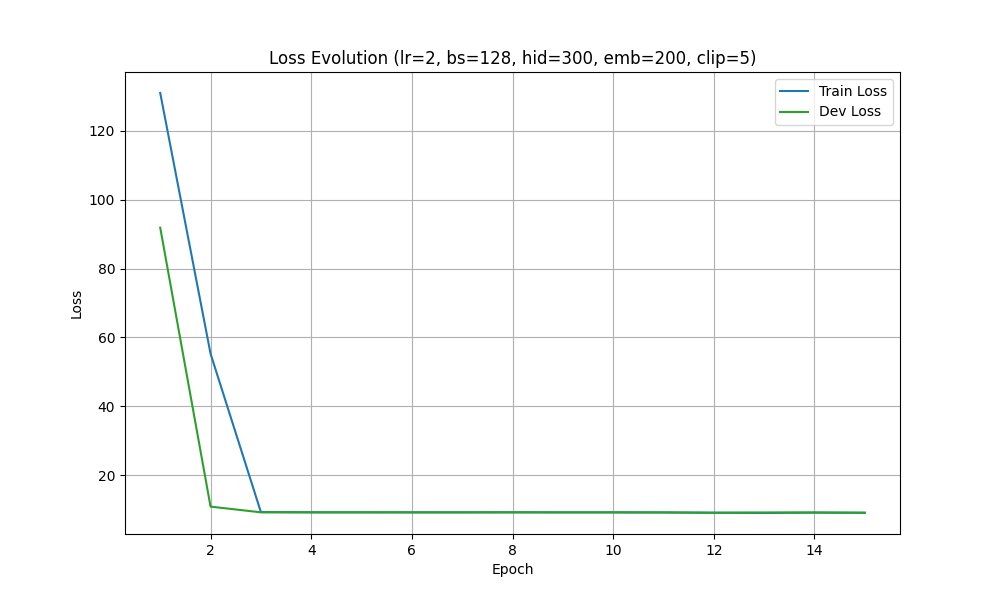 Loss Evolution (lr=2, bs=128, hid=300, emb=200, clip=5)
Train Loss
Dev Loss
120
100
80
60
40
20
Loss
2 4 6 8 10 12 14
Epoch